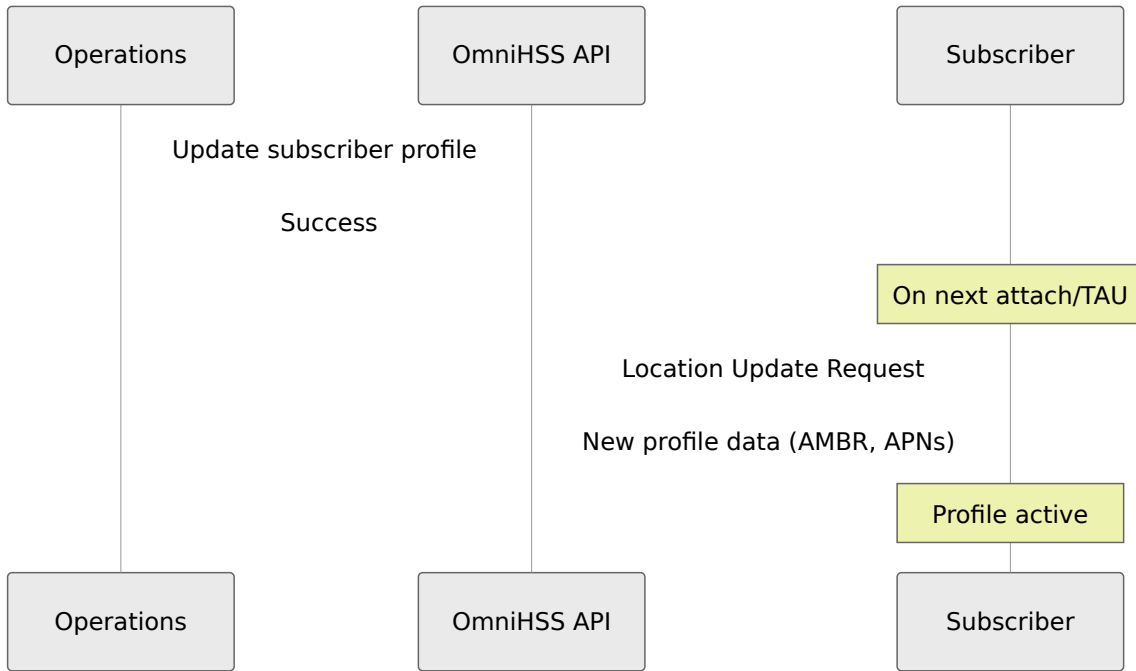 Operations
OmniHSS API
Subscriber
Update subscriber profile
Success
On next attach/TAU
Location Update Request
New profile data (AMBR, APNs)
Profile active
Operations
OmniHSS API
Subscriber